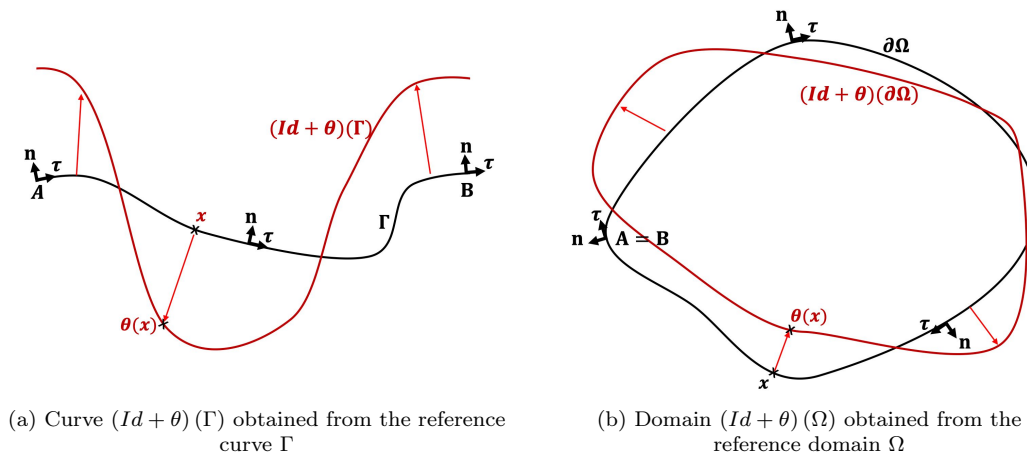 n
τ
A
(Id + θ)(Γ)
x
n
τ
θ(x)
Γ
n
τ
B
(a) Curve (Id + θ) (Γ) obtained from the reference
curve Γ
n
τ
∂Ω
(Id + θ)(∂Ω)
τ
n
A = B
θ(x)
x
τ
n
(b) Domain (Id + θ) (Ω) obtained from the
reference domain Ω